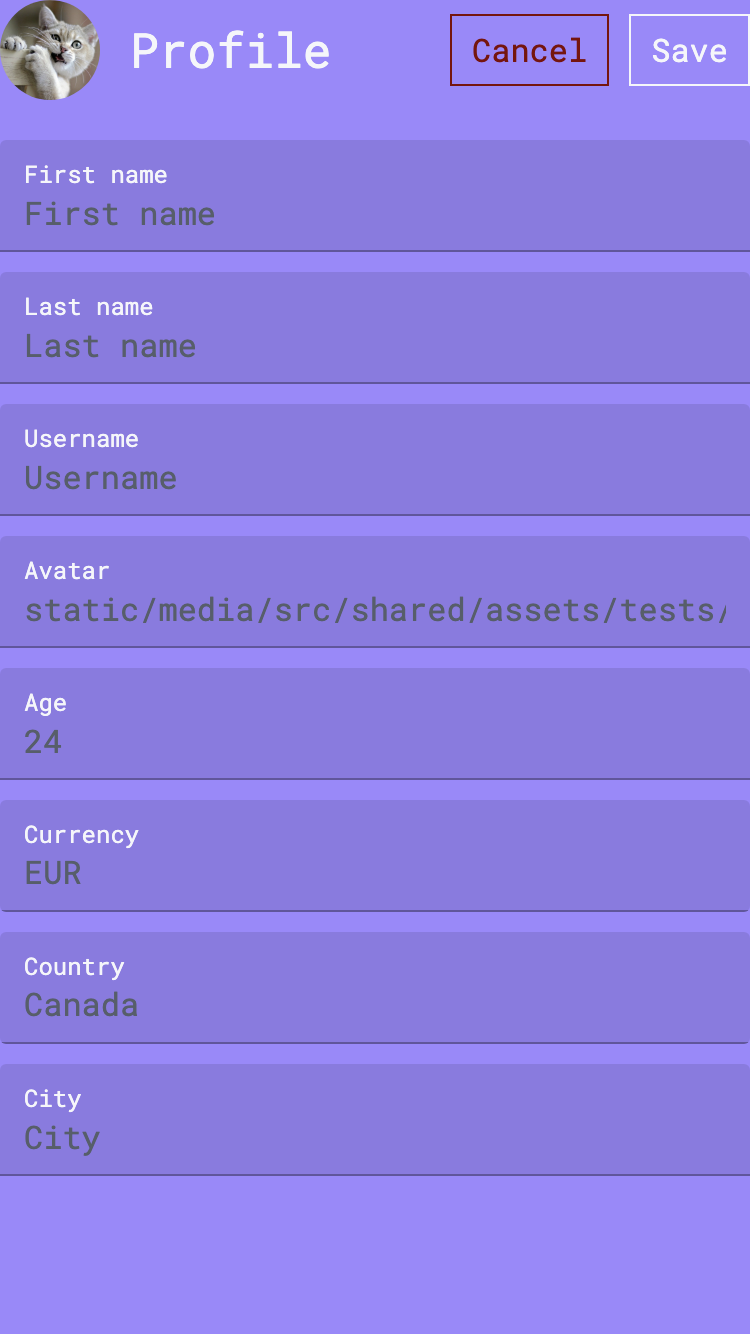 Profile
Cancel
Save
First name
First name
Last name
Last name
Username
Username
Avatar
static/media/src/shared/assets/tests/
Age
24
Currency
EUR
Country
Canada
City
City